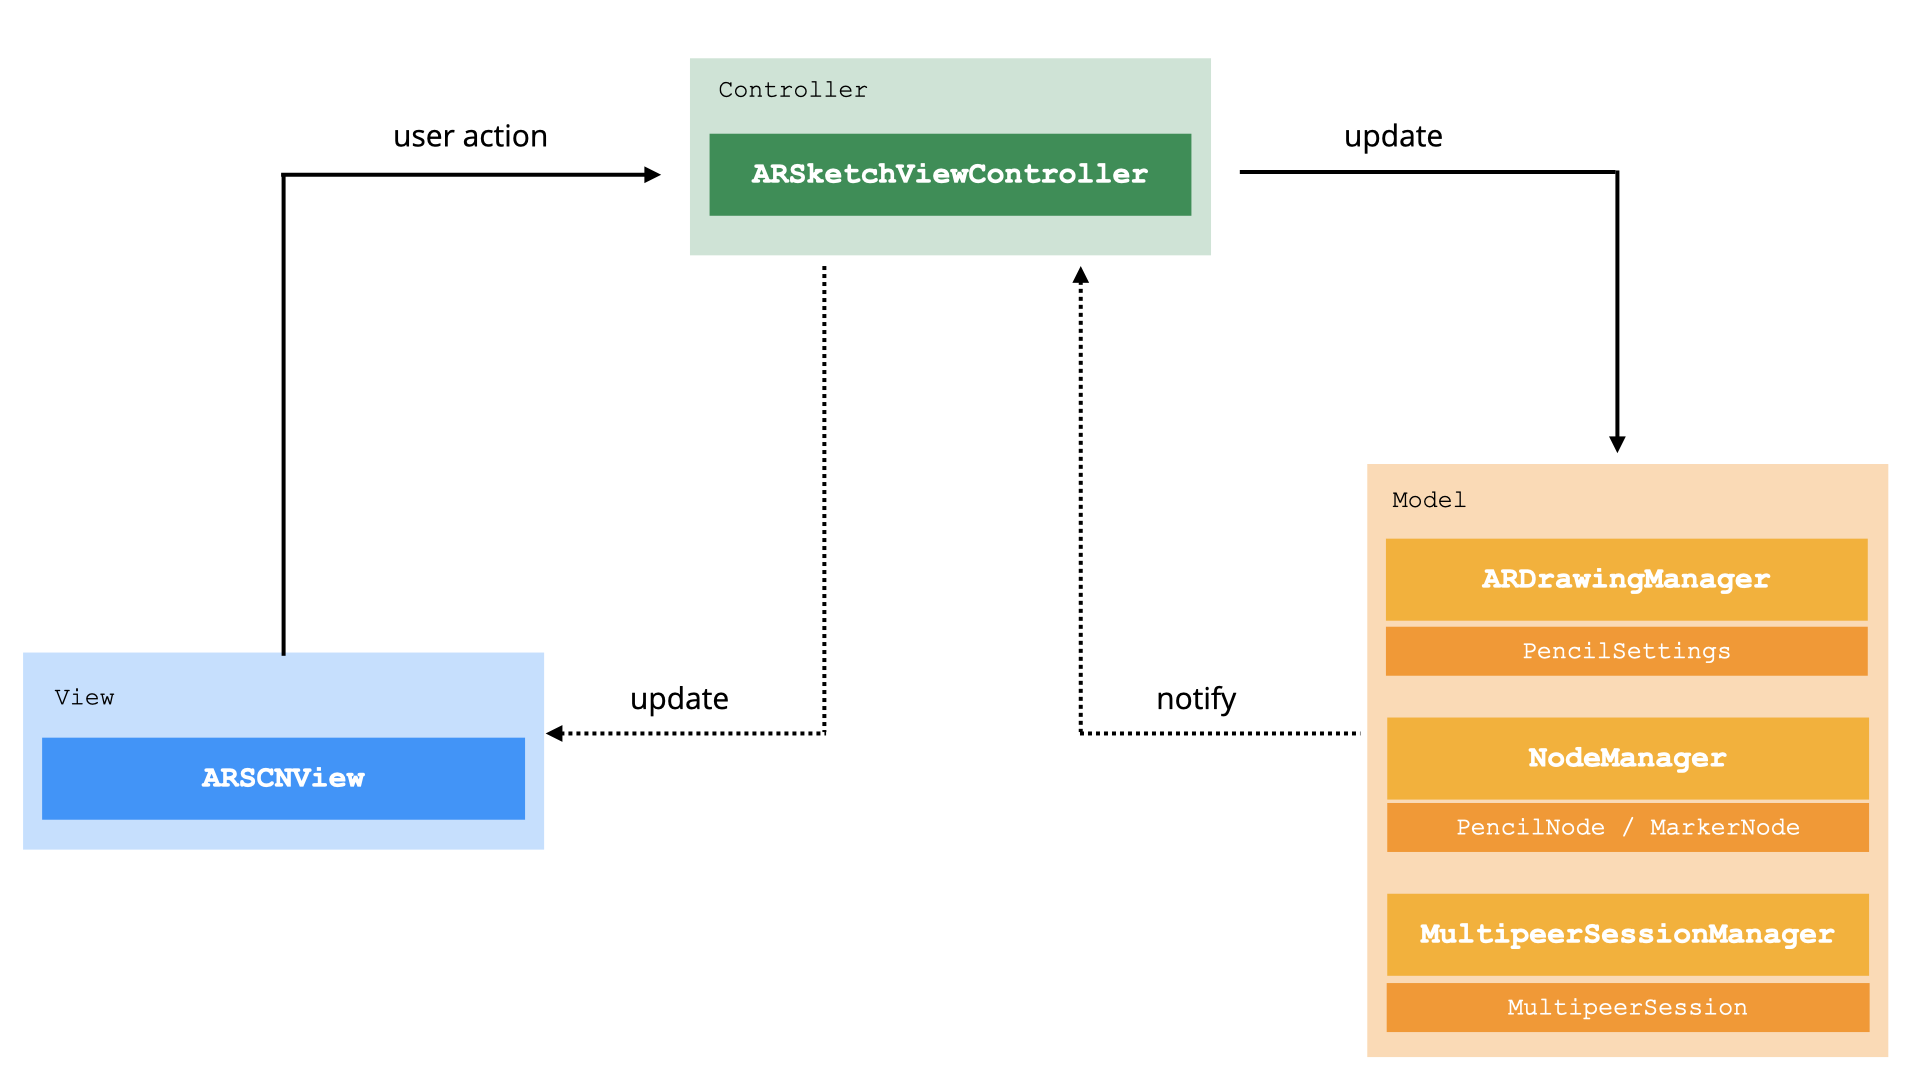 Controller
ARSketchViewController
user action
update
Model
ARDrawingManager
PencilSettings
NodeManager
PencilNode / MarkerNode
MultipeerSessionManager
MultipeerSession
View
ARSCNView
update
notify